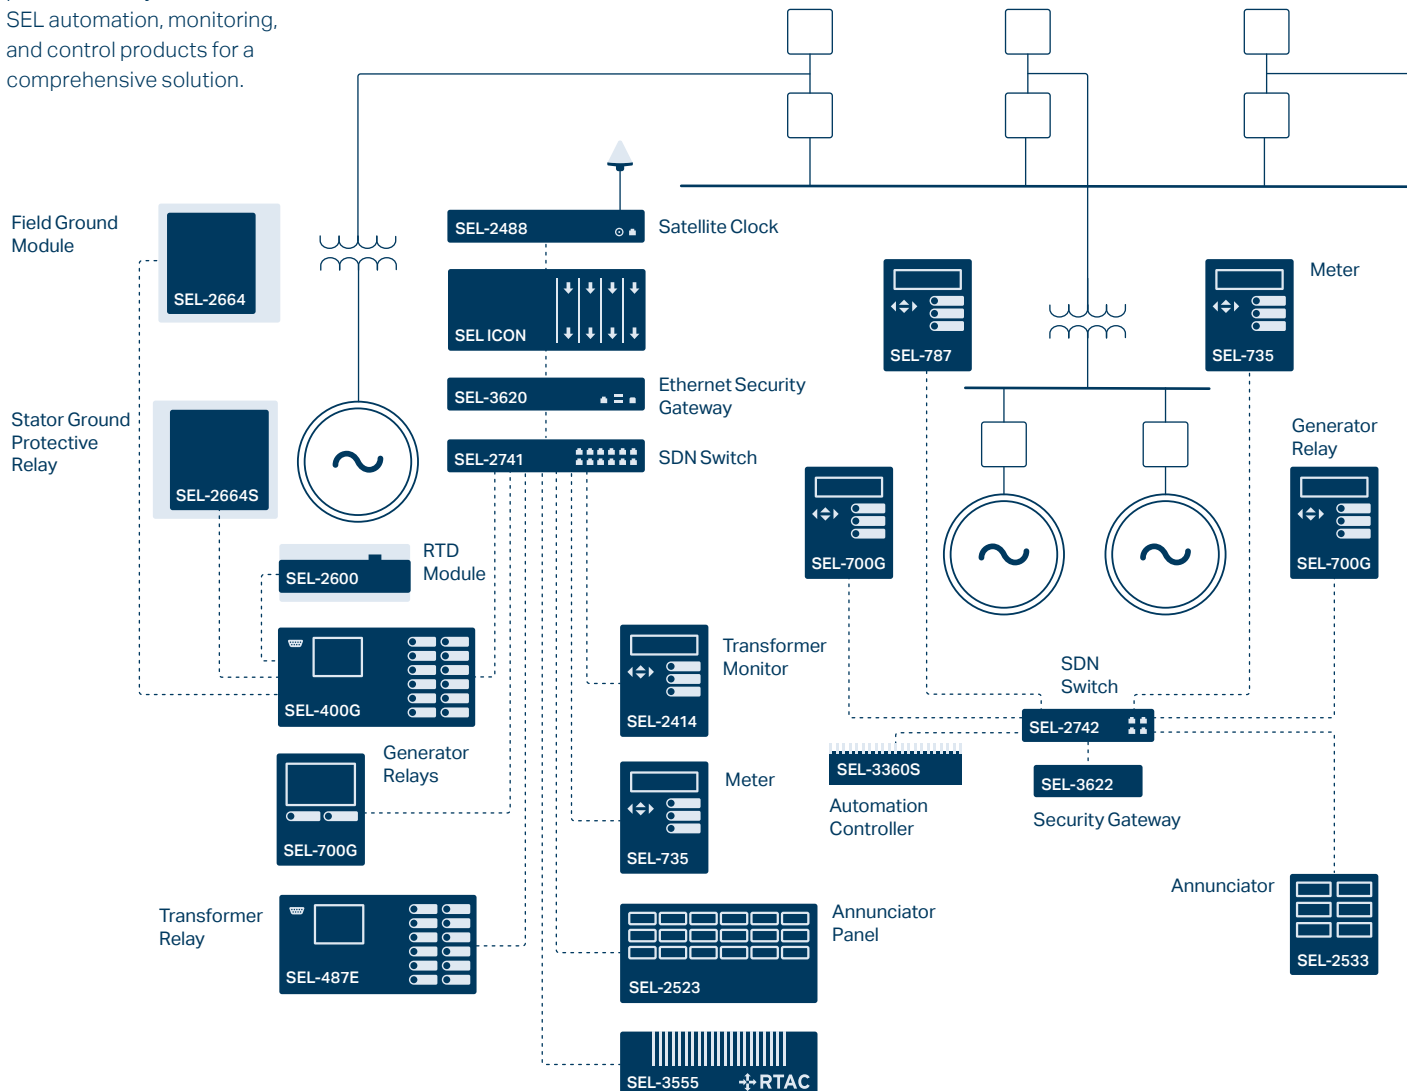 SEL automation, monitoring,
and control products for a
comprehensive solution.
Field Ground
Module
SEL-2664
SEL-2488
Satellite Clock
SEL ICON
SEL-3620
Ethernet Security
Gateway
SEL-2741
SDN Switch
Stator Ground
Protective
Relay
SEL-2664S
RTD
Module
SEL-2600
SEL-400G
Generator
Relays
SEL-700G
Transformer
Relay
SEL-487E
Transformer
Monitor
SEL-2414
Meter
SEL-735
Annunciator
Panel
SEL-2523
SEL-3555
RTAC
SEL-787
Meter
SEL-735
Generator
Relay
SEL-700G
SEL-700G
SDN
Switch
SEL-2742
SEL-3360S
Automation
Controller
SEL-3622
Security Gateway
Annunciator
SEL-2533